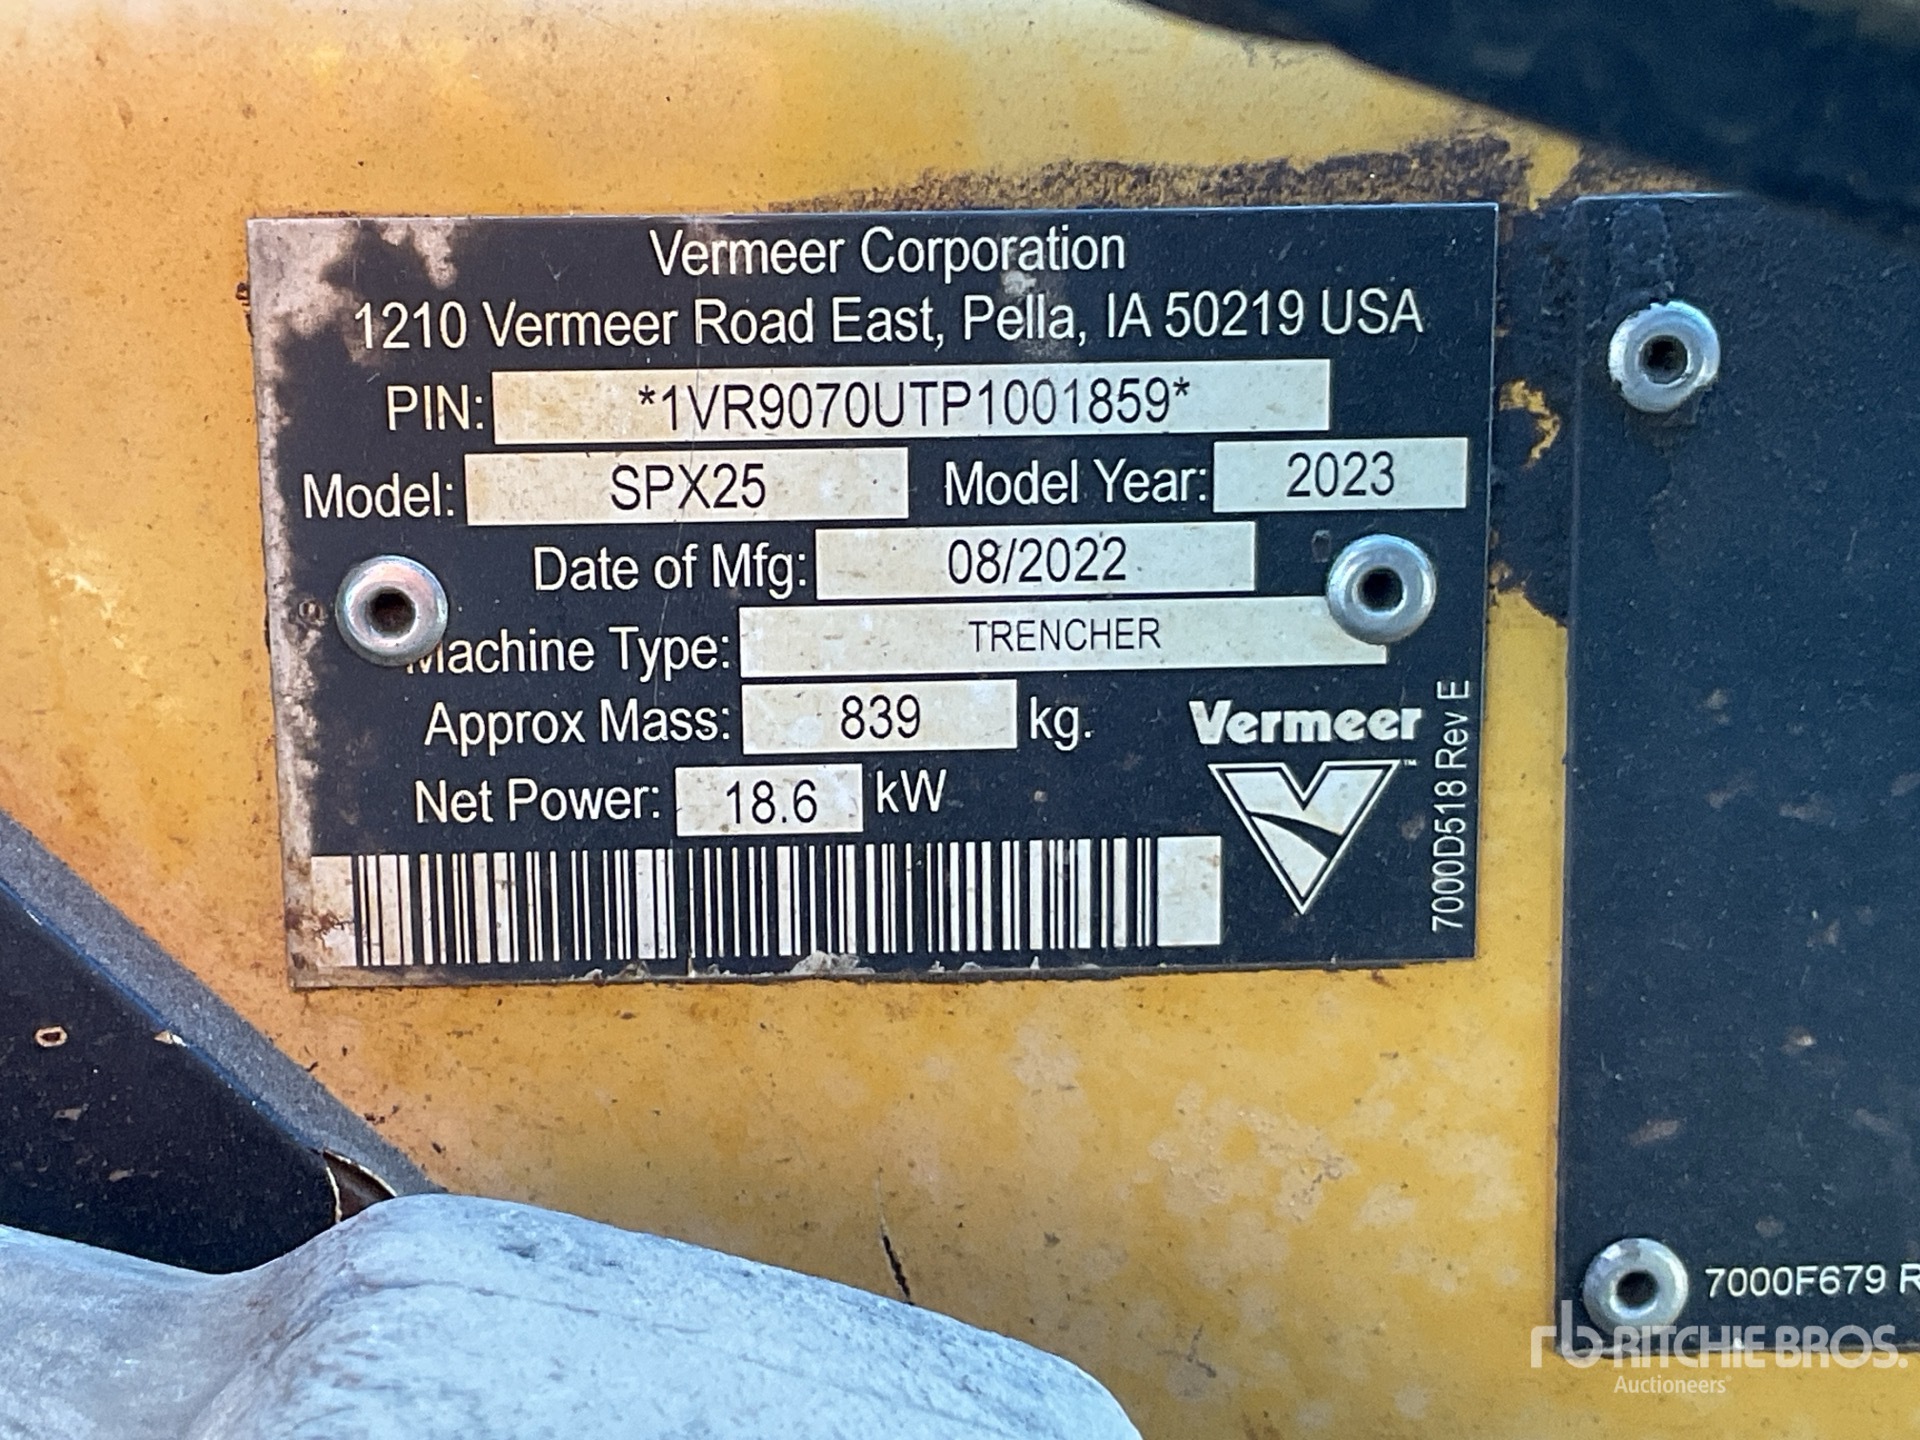 Vermeer Corporation
1210 Vermeer Road East, Pella, IA 50219 USA
PIN: *1VR9070UTP1001859*
Model: SPX25 Model Year: 2023
Date of Mfg: 08/2022
Machine Type: TRENCHER
Approx Mass: 839 kg.
Net Power: 18.6 kW
Vermeer
™
7000D518 Rev E
7000F679 R
rb RITCHIE BROS.
Auctioneers